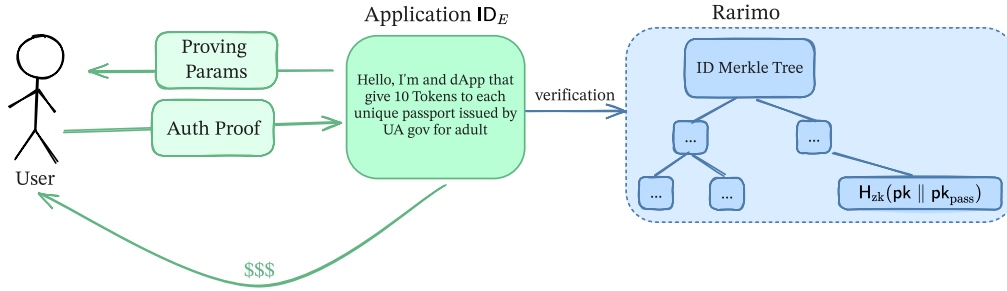 Application ID_E
Rarimo
Proving
Params
Hello, I'm and dApp that
give 10 Tokens to each
unique passport issued by
UA gov for adult
verification
ID Merkle Tree
Auth Proof
...
...
User
...
...
H_zk(pk ∥ pk_pass)
$$$